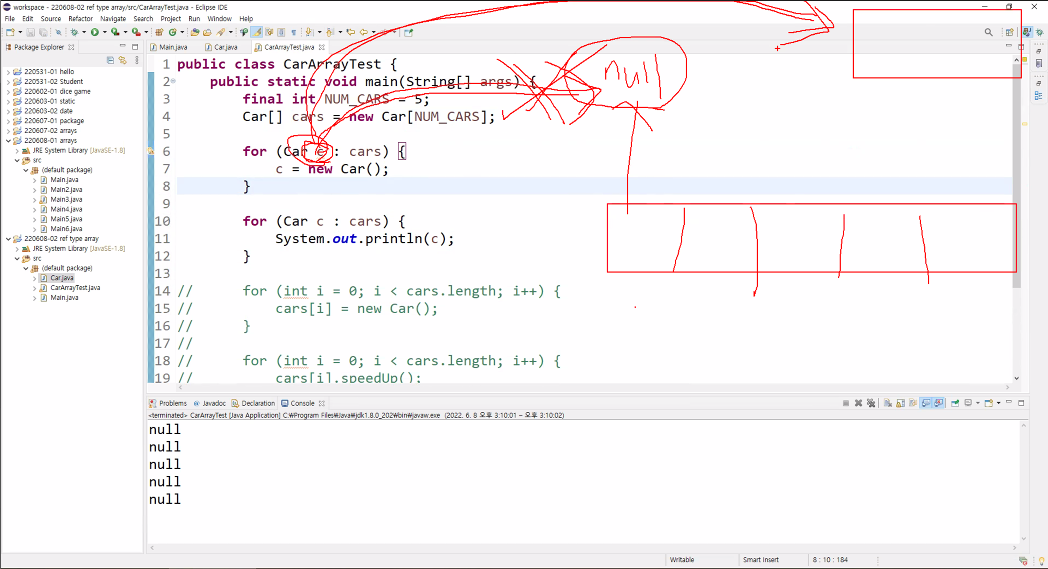 workspace - 220608-02 ref type array/src/CarArrayTest.java - Eclipse IDE
File Edit Source Refactor Navigate Search Project Run Window Help
Package Explorer
Main.java Car.java CarArrayTest.java
220531-01 hello
220531-02 Student
220602-01 dice game
220603-01 static
220603-02 date
220607-01 package
220607-02 arrays
220608-01 arrays
JRE System Library [JavaSE-1.8]
src
(default package)
Main.java
Main2.java
Main3.java
Main4.java
Main5.java
Main6.java
220608-02 ref type array
JRE System Library [JavaSE-1.8]
src
(default package)
Car.java
CarArrayTest.java
Main.java
1 public class CarArrayTest {
2 public static void main(String[] args) {
3 final int NUM_CARS = 5;
4 Car[] cars = new Car[NUM_CARS];
5
6 for (Car c : cars) {
7 c = new Car();
8 }
9
10 for (Car c : cars) {
11 System.out.println(c);
12 }
13
14 // for (int i = 0; i < cars.length; i++) {
15 // cars[i] = new Car();
16 // }
17 //
18 // for (int i = 0; i < cars.length; i++) {
19 // cars[i].speedUp();
null
Problems Javadoc Declaration Console
<terminated> CarArrayTest [Java Application] C:\Program Files\Java\jdk1.8.0_202\bin\javaw.exe (2022. 6. 8 오후 3:10:01 – 오후 3:10:02)
null
null
null
null
null
Writable Smart Insert 8 : 10 : 184